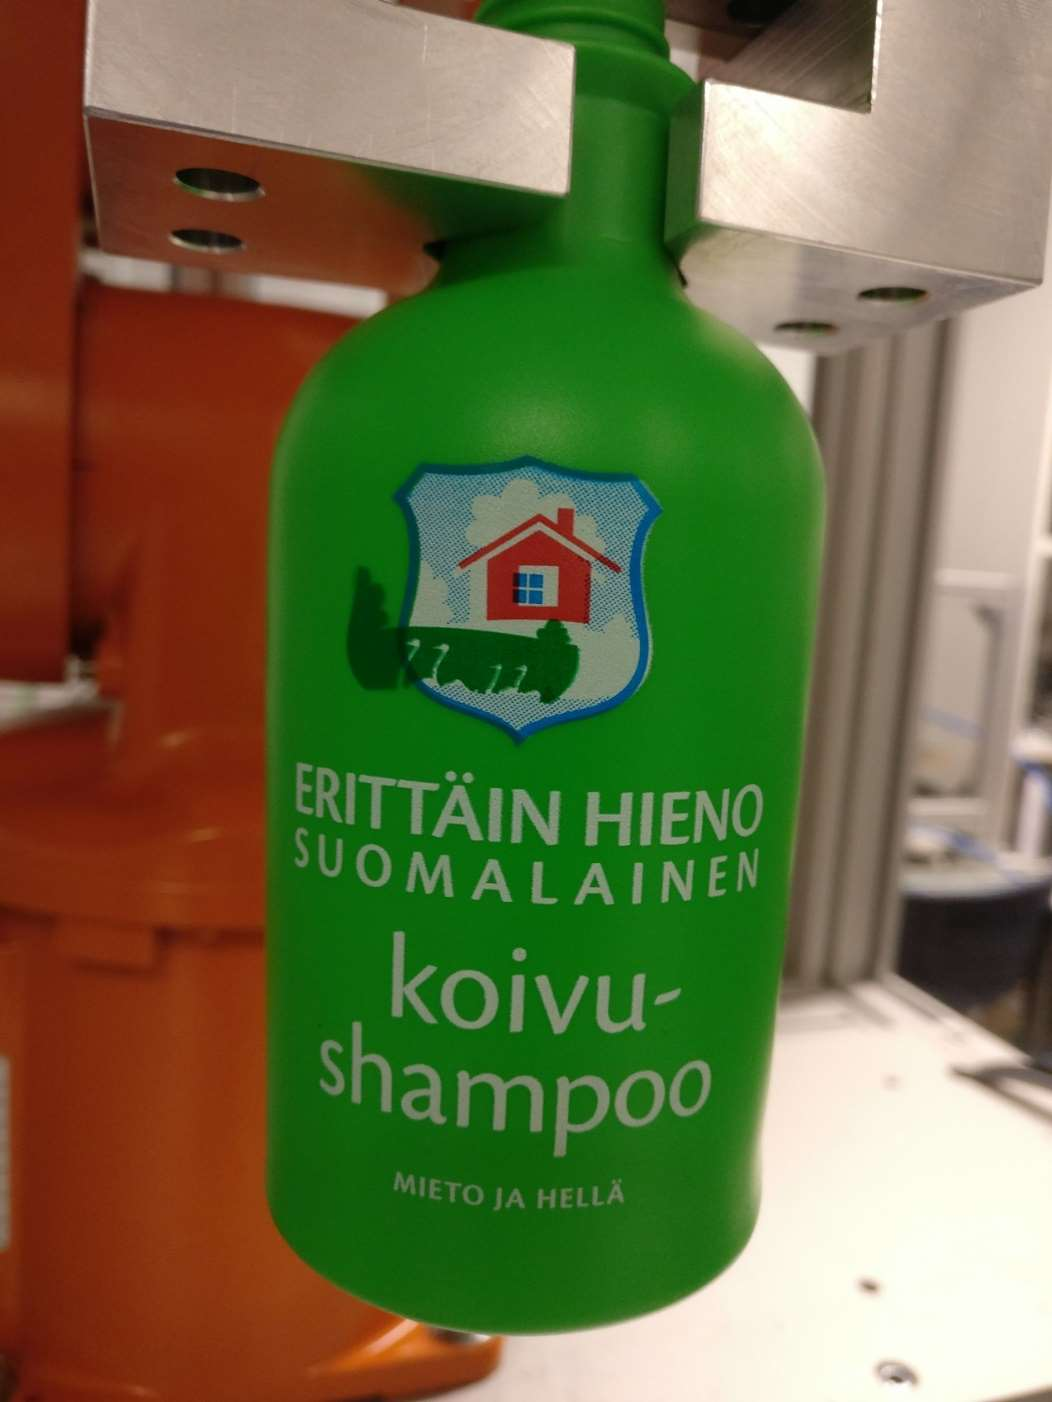 ERITTÄIN HIENO
SUOMALAINEN
koivu-
shampoo
MIETO JA HELLÄ